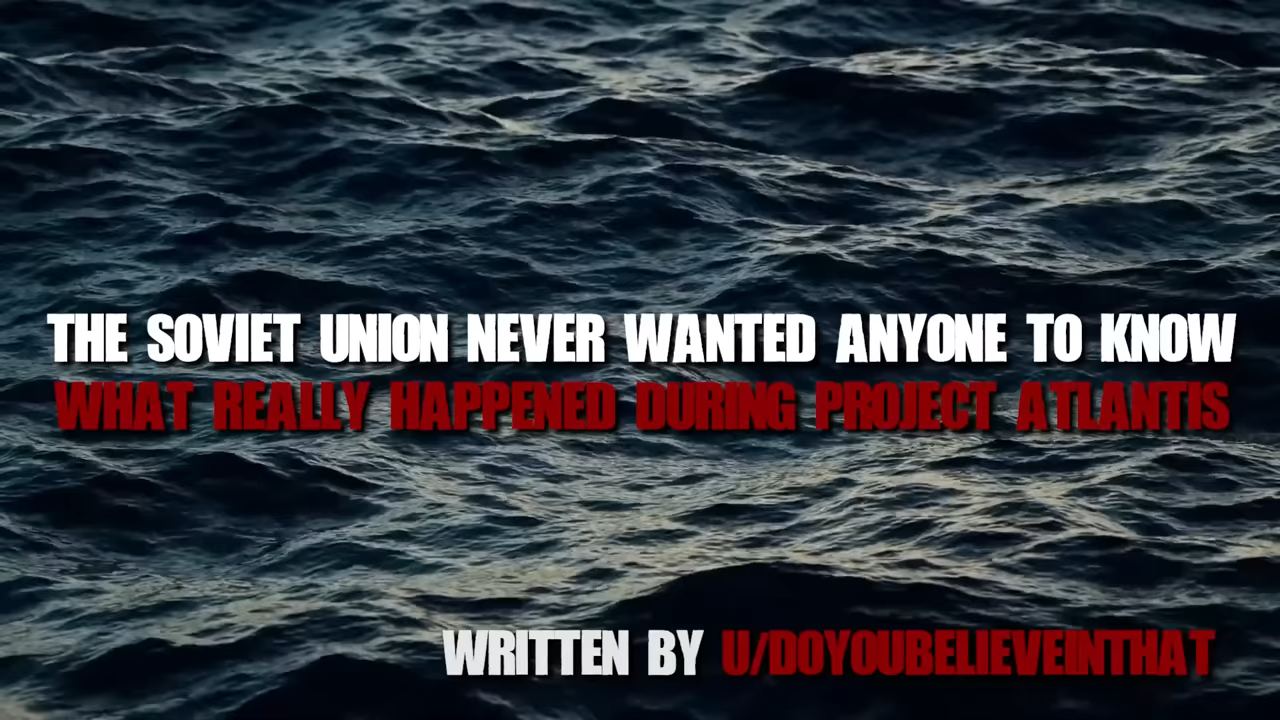 THE SOVIET UNION NEVER WANTED ANYONE TO KNOW
WHAT REALLY HAPPENED DURING PROJECT ATLANTIS
WRITTEN BY U/DOYOUBELIEVEINTHAT